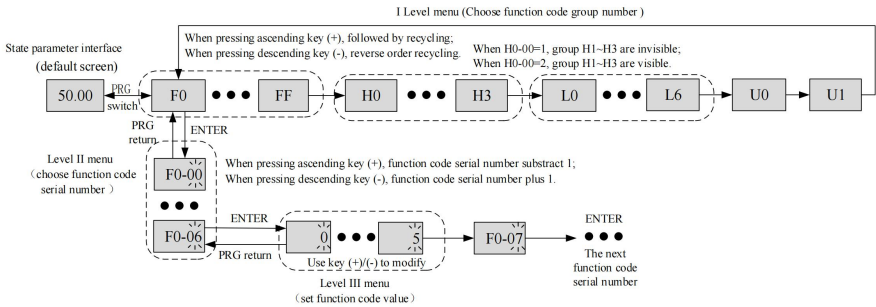 I Level menu (Choose function code group number )
When pressing ascending key (+), followed by recycling;
When pressing descending key (-), reverse order recycling.
When H0-00=1, group H1~H3 are invisible;
When H0-00=2, group H1~H3 are visible.
State parameter interface
(default screen)
50.00
PRG
switch
F0
FF
H0
H3
L0
L6
U0
U1
PRG
return
ENTER
Level II menu
(choose function code
serial number )
F0-00
When pressing ascending key (+), function code serial number substract 1;
When pressing descending key (-), function code serial number plus 1.
F0-06
ENTER
PRG return
0
5
Use key (+)/(-) to modify
F0-07
ENTER
The next
function code
serial number
Level III menu
(set function code value)